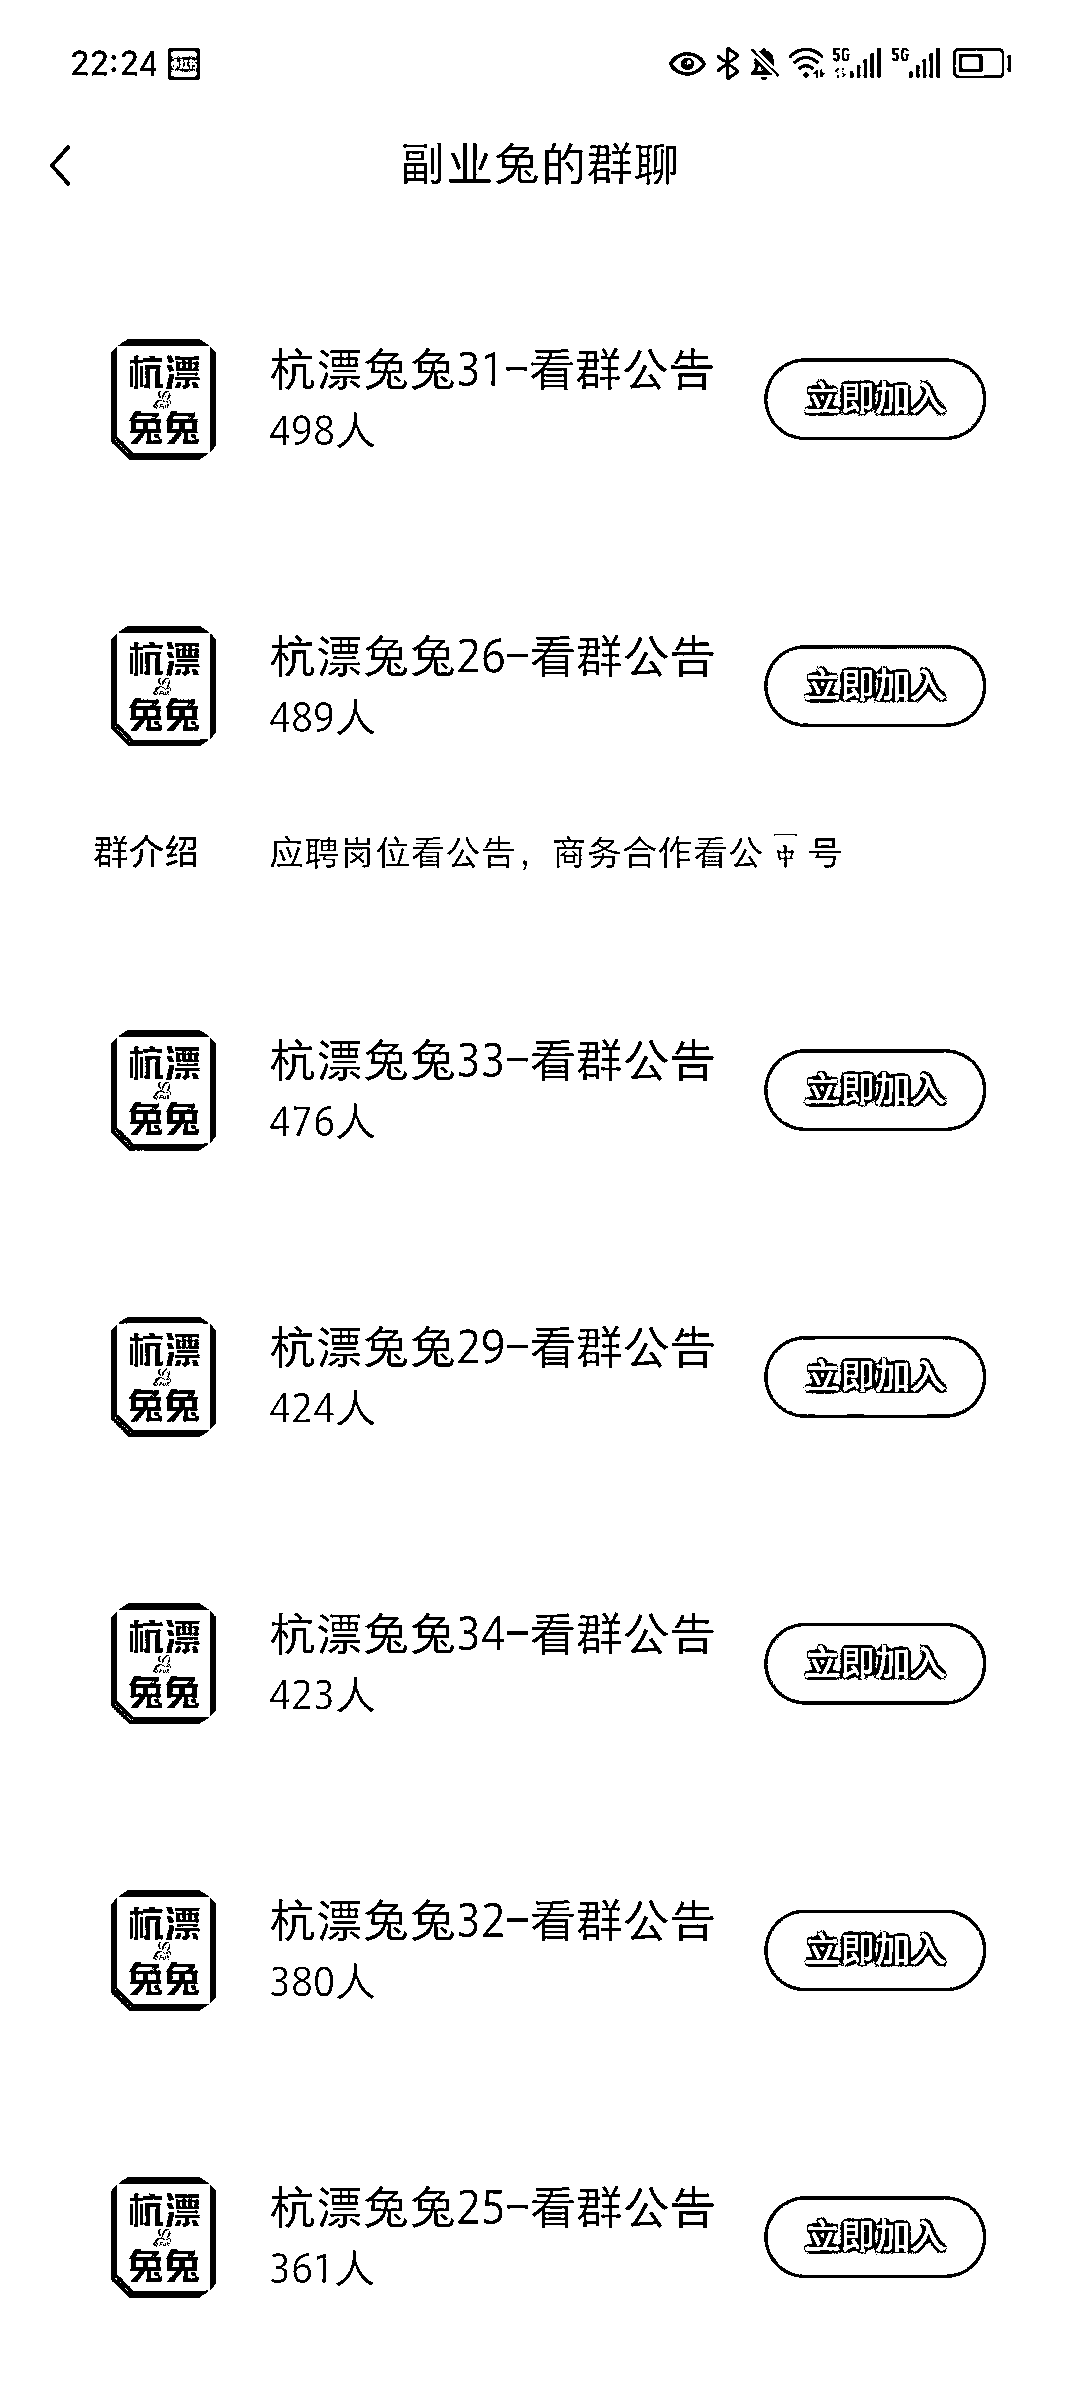 22:24
5G 5G
副业兔的群聊
杭漂
兔兔
杭漂兔兔31-看群公告
498人
立即加入
杭漂
兔兔
杭漂兔兔26-看群公告
489人
立即加入
群介绍 应聘岗位看公告，商务合作看公 号
杭漂
兔兔
杭漂兔兔33-看群公告
476人
立即加入
杭漂
兔兔
杭漂兔兔29-看群公告
424人
立即加入
杭漂
兔兔
杭漂兔兔34-看群公告
423人
立即加入
杭漂
兔兔
杭漂兔兔32-看群公告
380人
立即加入
杭漂
兔兔
杭漂兔兔25-看群公告
361人
立即加入